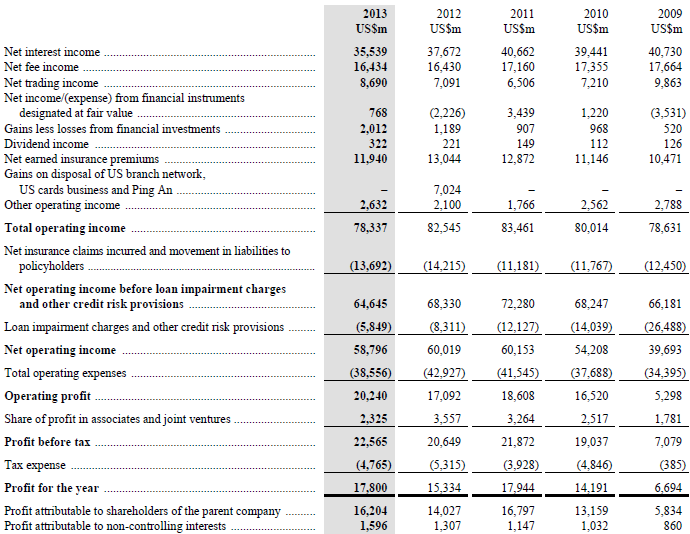 2013 2012 2011 2010 2009
US$m US$m US$m US$m US$m
Net interest income 35,539 37,672 40,662 39,441 40,730
Net fee income 16,434 16,430 17,160 17,355 17,664
Net trading income 8,690 7,091 6,506 7,210 9,863
Net income/(expense) from financial instruments
designated at fair value 768 (2,226) 3,439 1,220 (3,531)
Gains less losses from financial investments 2,012 1,189 907 968 520
Dividend income 322 221 149 112 126
Net earned insurance premiums 11,940 13,044 12,872 11,146 10,471
Gains on disposal of US branch network,
US cards business and Ping An – 7,024 – – –
Other operating income 2,632 2,100 1,766 2,562 2,788
Total operating income 78,337 82,545 83,461 80,014 78,631
Net insurance claims incurred and movement in liabilities to
policyholders (13,692) (14,215) (11,181) (11,767) (12,450)
Net operating income before loan impairment charges
and other credit risk provisions 64,645 68,330 72,280 68,247 66,181
Loan impairment charges and other credit risk provisions (5,849) (8,311) (12,127) (14,039) (26,488)
Net operating income 58,796 60,019 60,153 54,208 39,693
Total operating expenses (38,556) (42,927) (41,545) (37,688) (34,395)
Operating profit 20,240 17,092 18,608 16,520 5,298
Share of profit in associates and joint ventures 2,325 3,557 3,264 2,517 1,781
Profit before tax 22,565 20,649 21,872 19,037 7,079
Tax expense (4,765) (5,315) (3,928) (4,846) (385)
Profit for the year 17,800 15,334 17,944 14,191 6,694
Profit attributable to shareholders of the parent company 16,204 14,027 16,797 13,159 5,834
Profit attributable to non-controlling interests 1,596 1,307 1,147 1,032 860